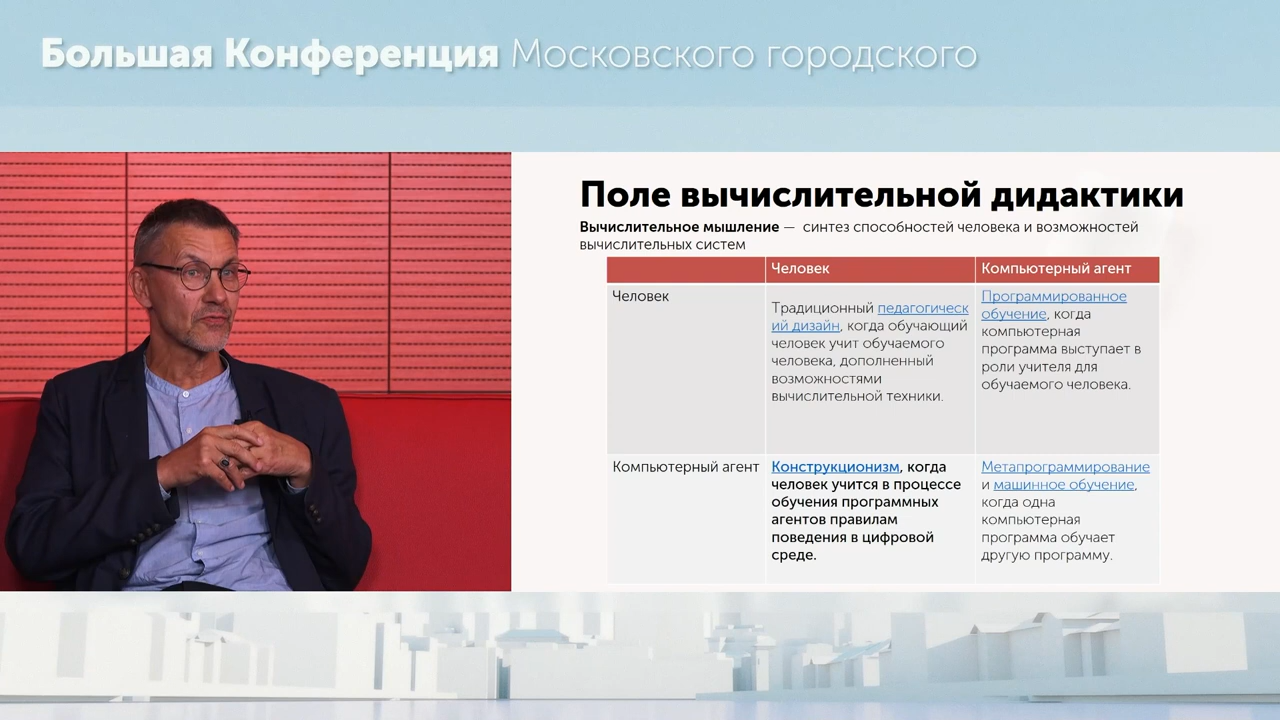 Большая Конференция Московского городского
Поле вычислительной дидактики
Вычислительное мышление — синтез способностей человека и возможностей
вычислительных систем
Человек
Компьютерный агент
Человек
Традиционный педагогическ
ий дизайн, когда обучающий
человек учит обучаемого
человека, дополненный
возможностями
вычислительной техники.
Программированное
обучение, когда
компьютерная
программа выступает в
роли учителя для
обучаемого человека.
Компьютерный агент
Конструкционизм, когда
человек учится в процессе
обучения программных
агентов правилам
поведения в цифровой
среде.
Метапрограммирование
и машинное обучение,
когда одна
компьютерная
программа обучает
другую программу.